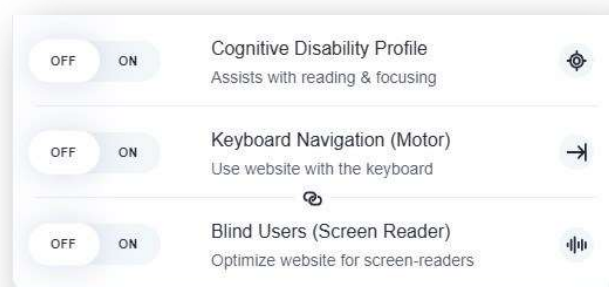 OFF ON Cognitive Disability Profile
Assists with reading & focusing
OFF ON Keyboard Navigation (Motor)
Use website with the keyboard
OFF ON Blind Users (Screen Reader)
Optimize website for screen-readers